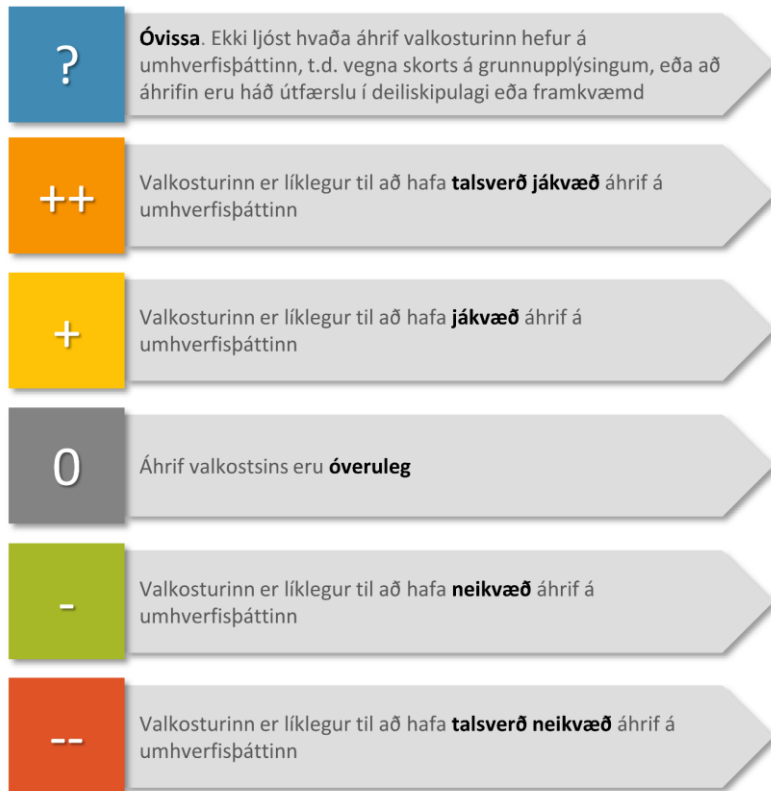 ?
Óvissa. Ekki ljóst hvaða áhrif valkosturinn hefur á
umhverfisþáttinn, t.d. vegna skorts á grunnupplýsingum, eða að
áhrifin eru háð útfærslu í deiliskipulagi eða framkvæmd
++
Valkosturinn er líklegur til að hafa talsverð jákvæð áhrif á
umhverfisþáttinn
+
Valkosturinn er líklegur til að hafa jákvæð áhrif á
umhverfisþáttinn
0
Áhrif valkostsins eru óveruleg
-
Valkosturinn er líklegur til að hafa neikvæð áhrif á
umhverfisþáttinn
--
Valkosturinn er líklegur til að hafa talsverð neikvæð áhrif á
umhverfisþáttinn